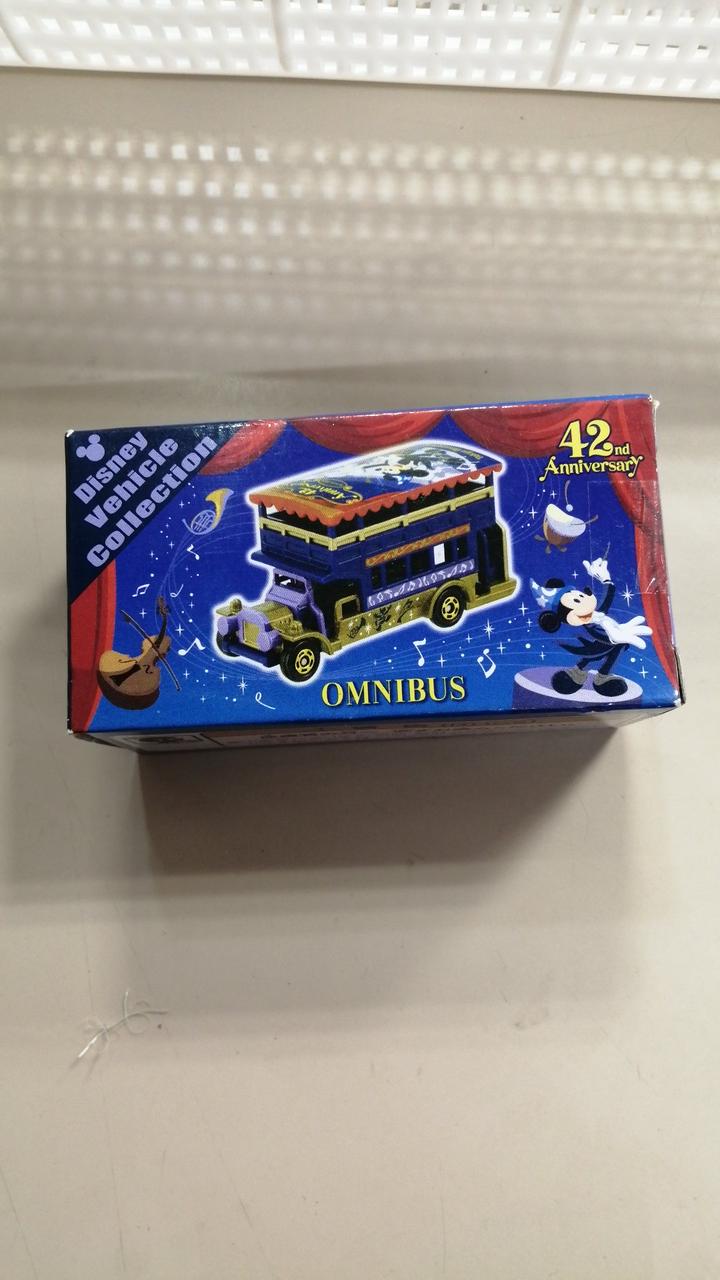 Disney
Vehicle
Collection
42nd
Anniversary
OMNIBUS